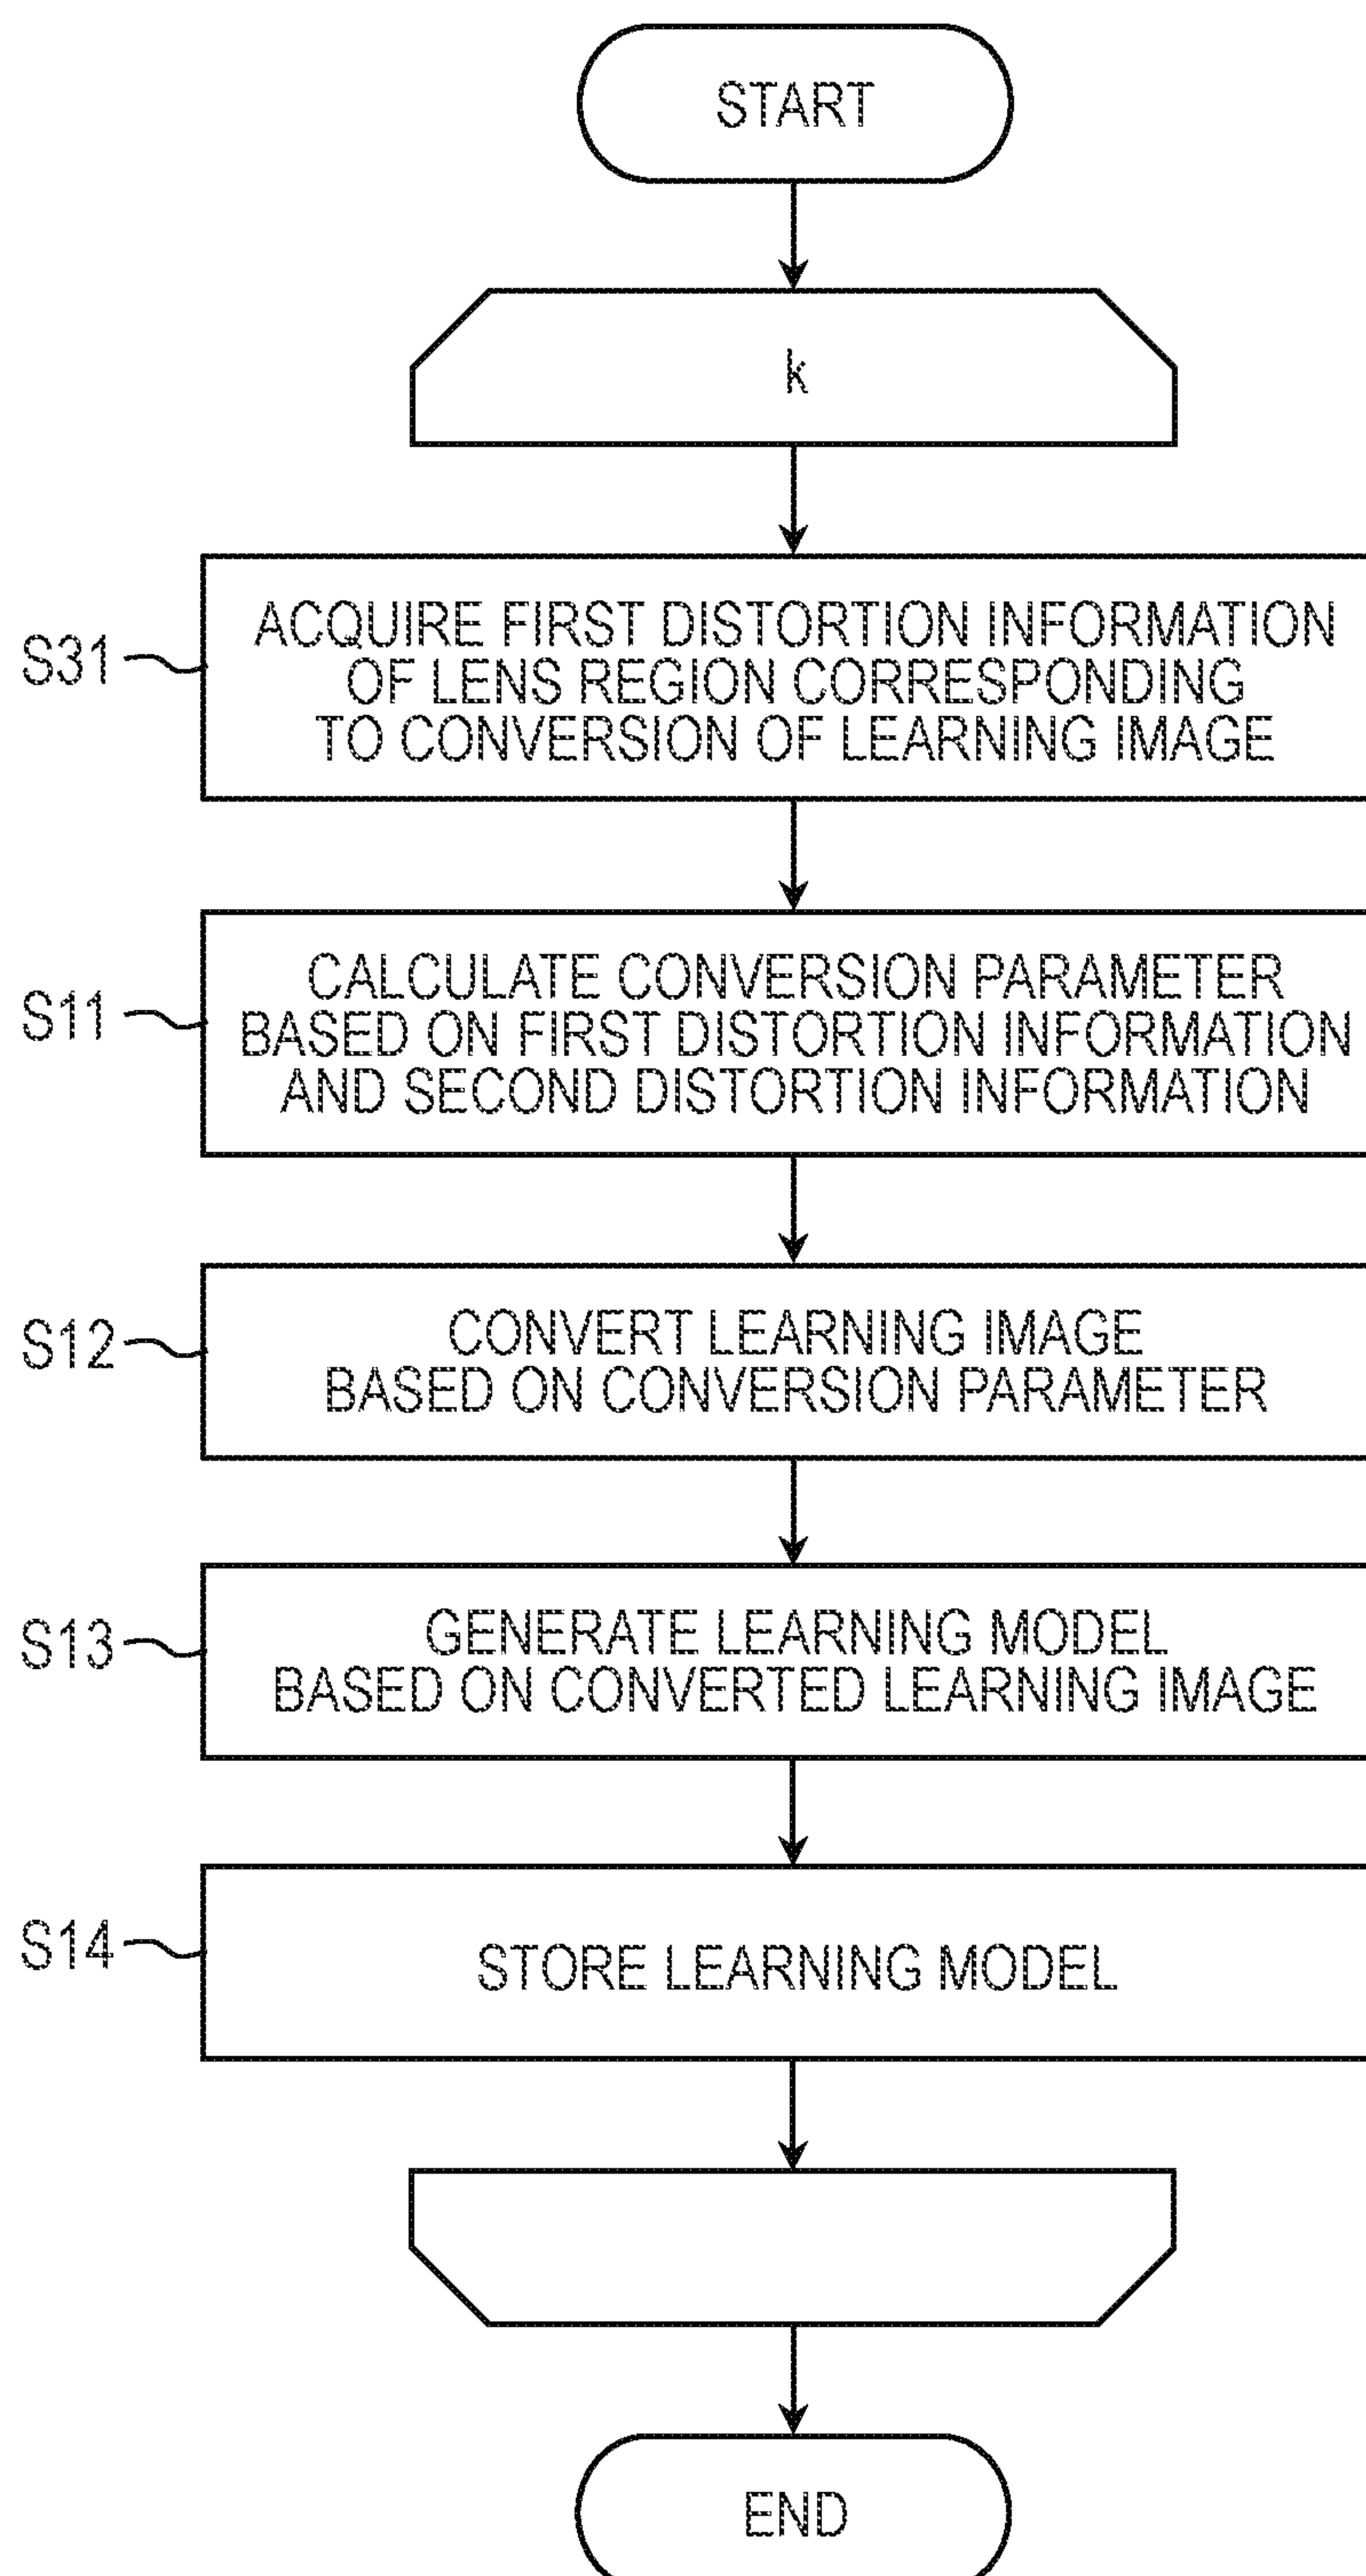 START
k
S31
ACQUIRE FIRST DISTORTION INFORMATION
OF LENS REGION CORRESPONDING
TO CONVERSION OF LEARNING IMAGE
S11
CALCULATE CONVERSION PARAMETER
BASED ON FIRST DISTORTION INFORMATION
AND SECOND DISTORTION INFORMATION
S12
CONVERT LEARNING IMAGE
BASED ON CONVERSION PARAMETER
S13
GENERATE LEARNING MODEL
BASED ON CONVERTED LEARNING IMAGE
S14
STORE LEARNING MODEL
END